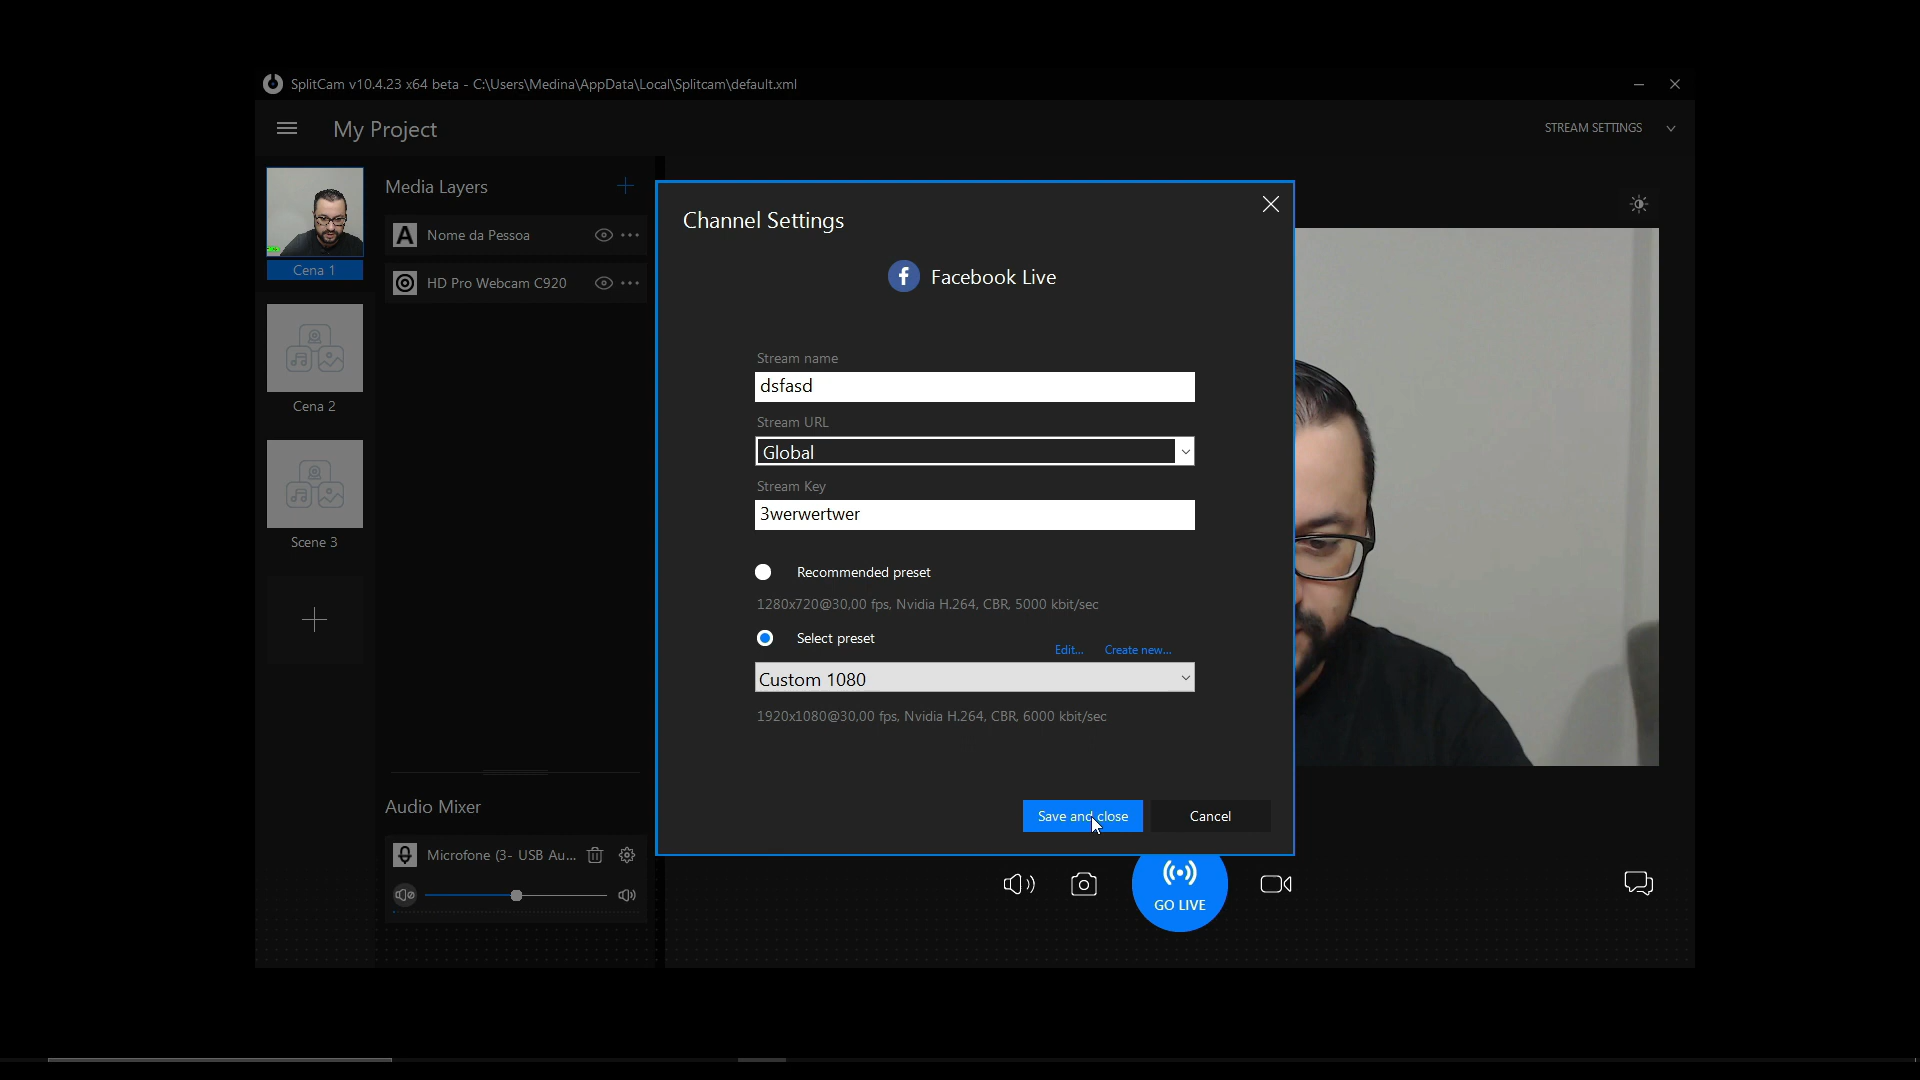 SplitCam v10.4.23 x64 beta - C:\Users\Medina\AppData\Local\Splitcam\default.xml
My Project
STREAM SETTINGS
Media Layers
Nome da Pessoa
HD Pro Webcam C920
Cena 1
Cena 2
Scene 3
Channel Settings
Facebook Live
Stream name
dsfasd
Stream URL
Global
Stream Key
3werwertwer
Recommended preset
1280x720@30,00 fps, Nvidia H.264, CBR, 5000 kbit/sec
Select preset
Edit... Create new...
Custom 1080
1920x1080@30,00 fps, Nvidia H.264, CBR, 6000 kbit/sec
Save and close Cancel
Audio Mixer
Microfone (3- USB Au...
GO LIVE